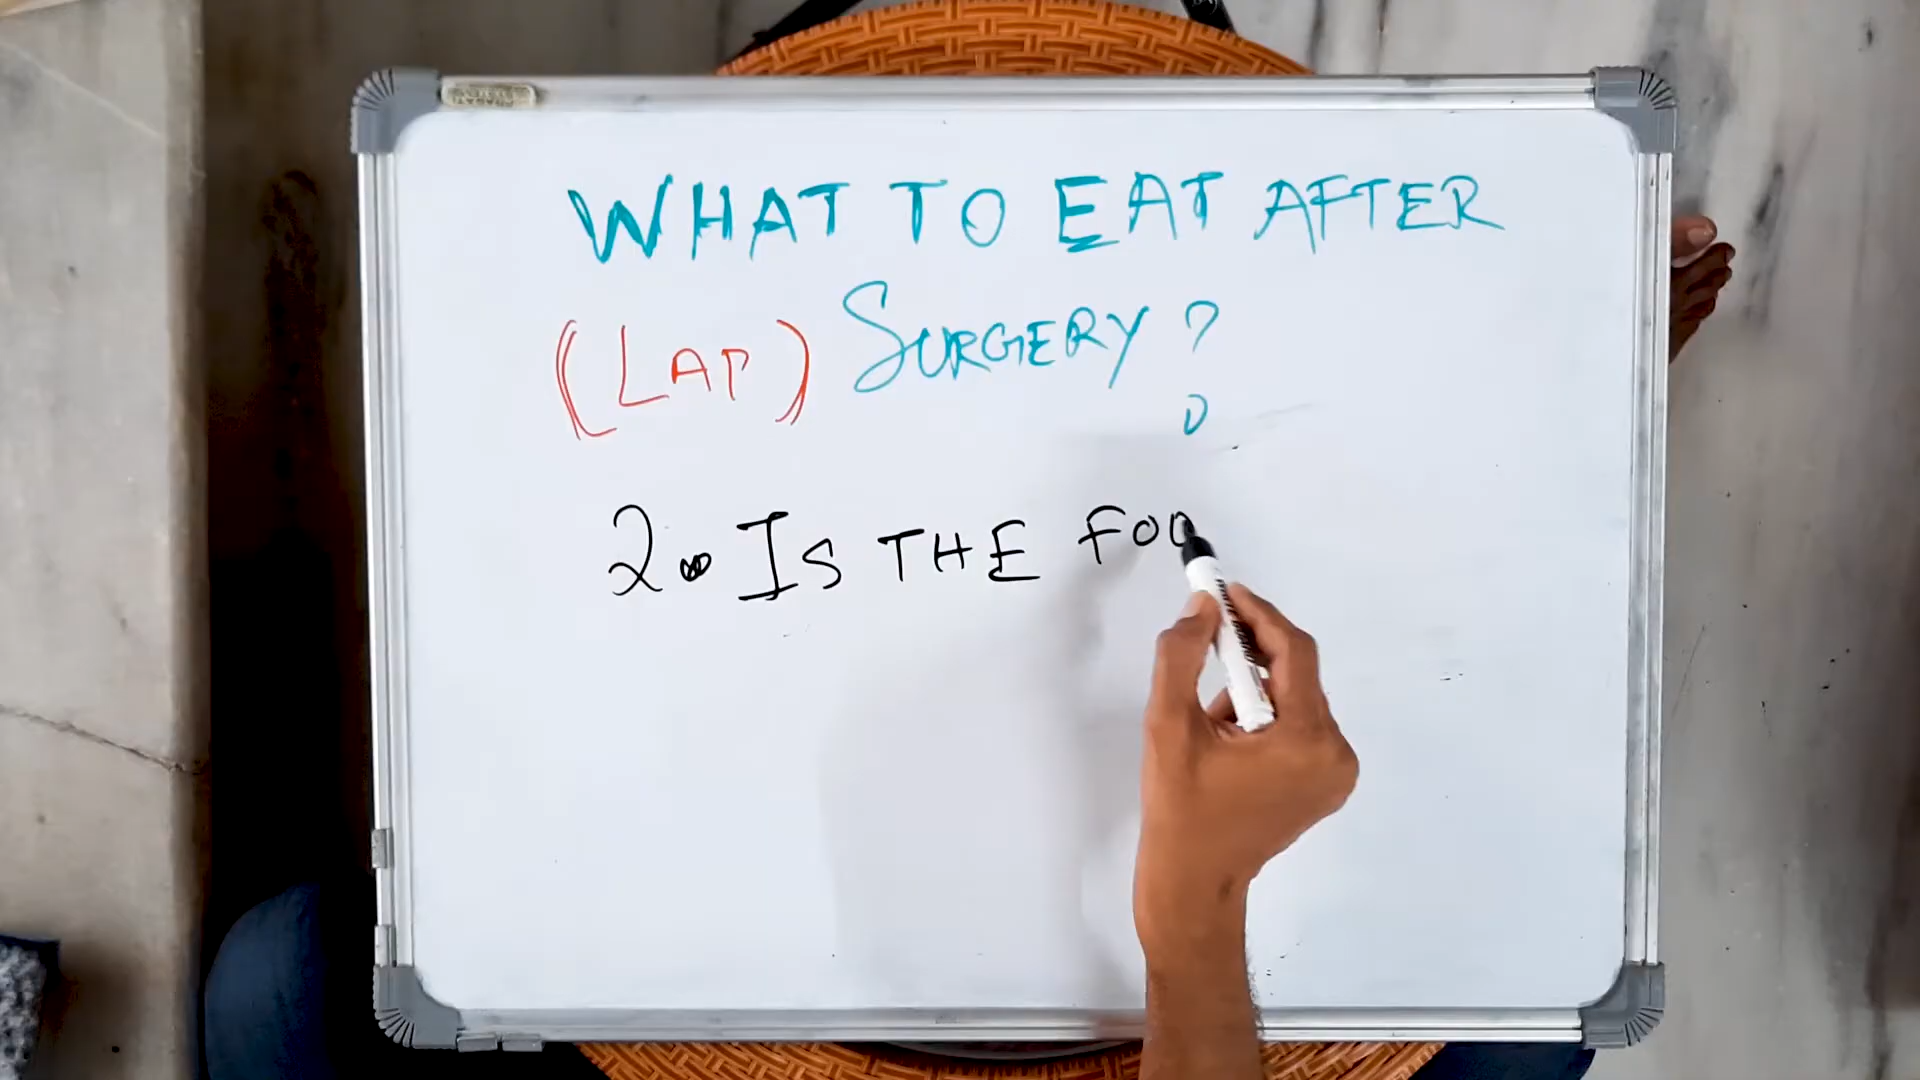 WHAT TO EAT AFTER
(LAP) SURGERY?
2. IS THE FOO